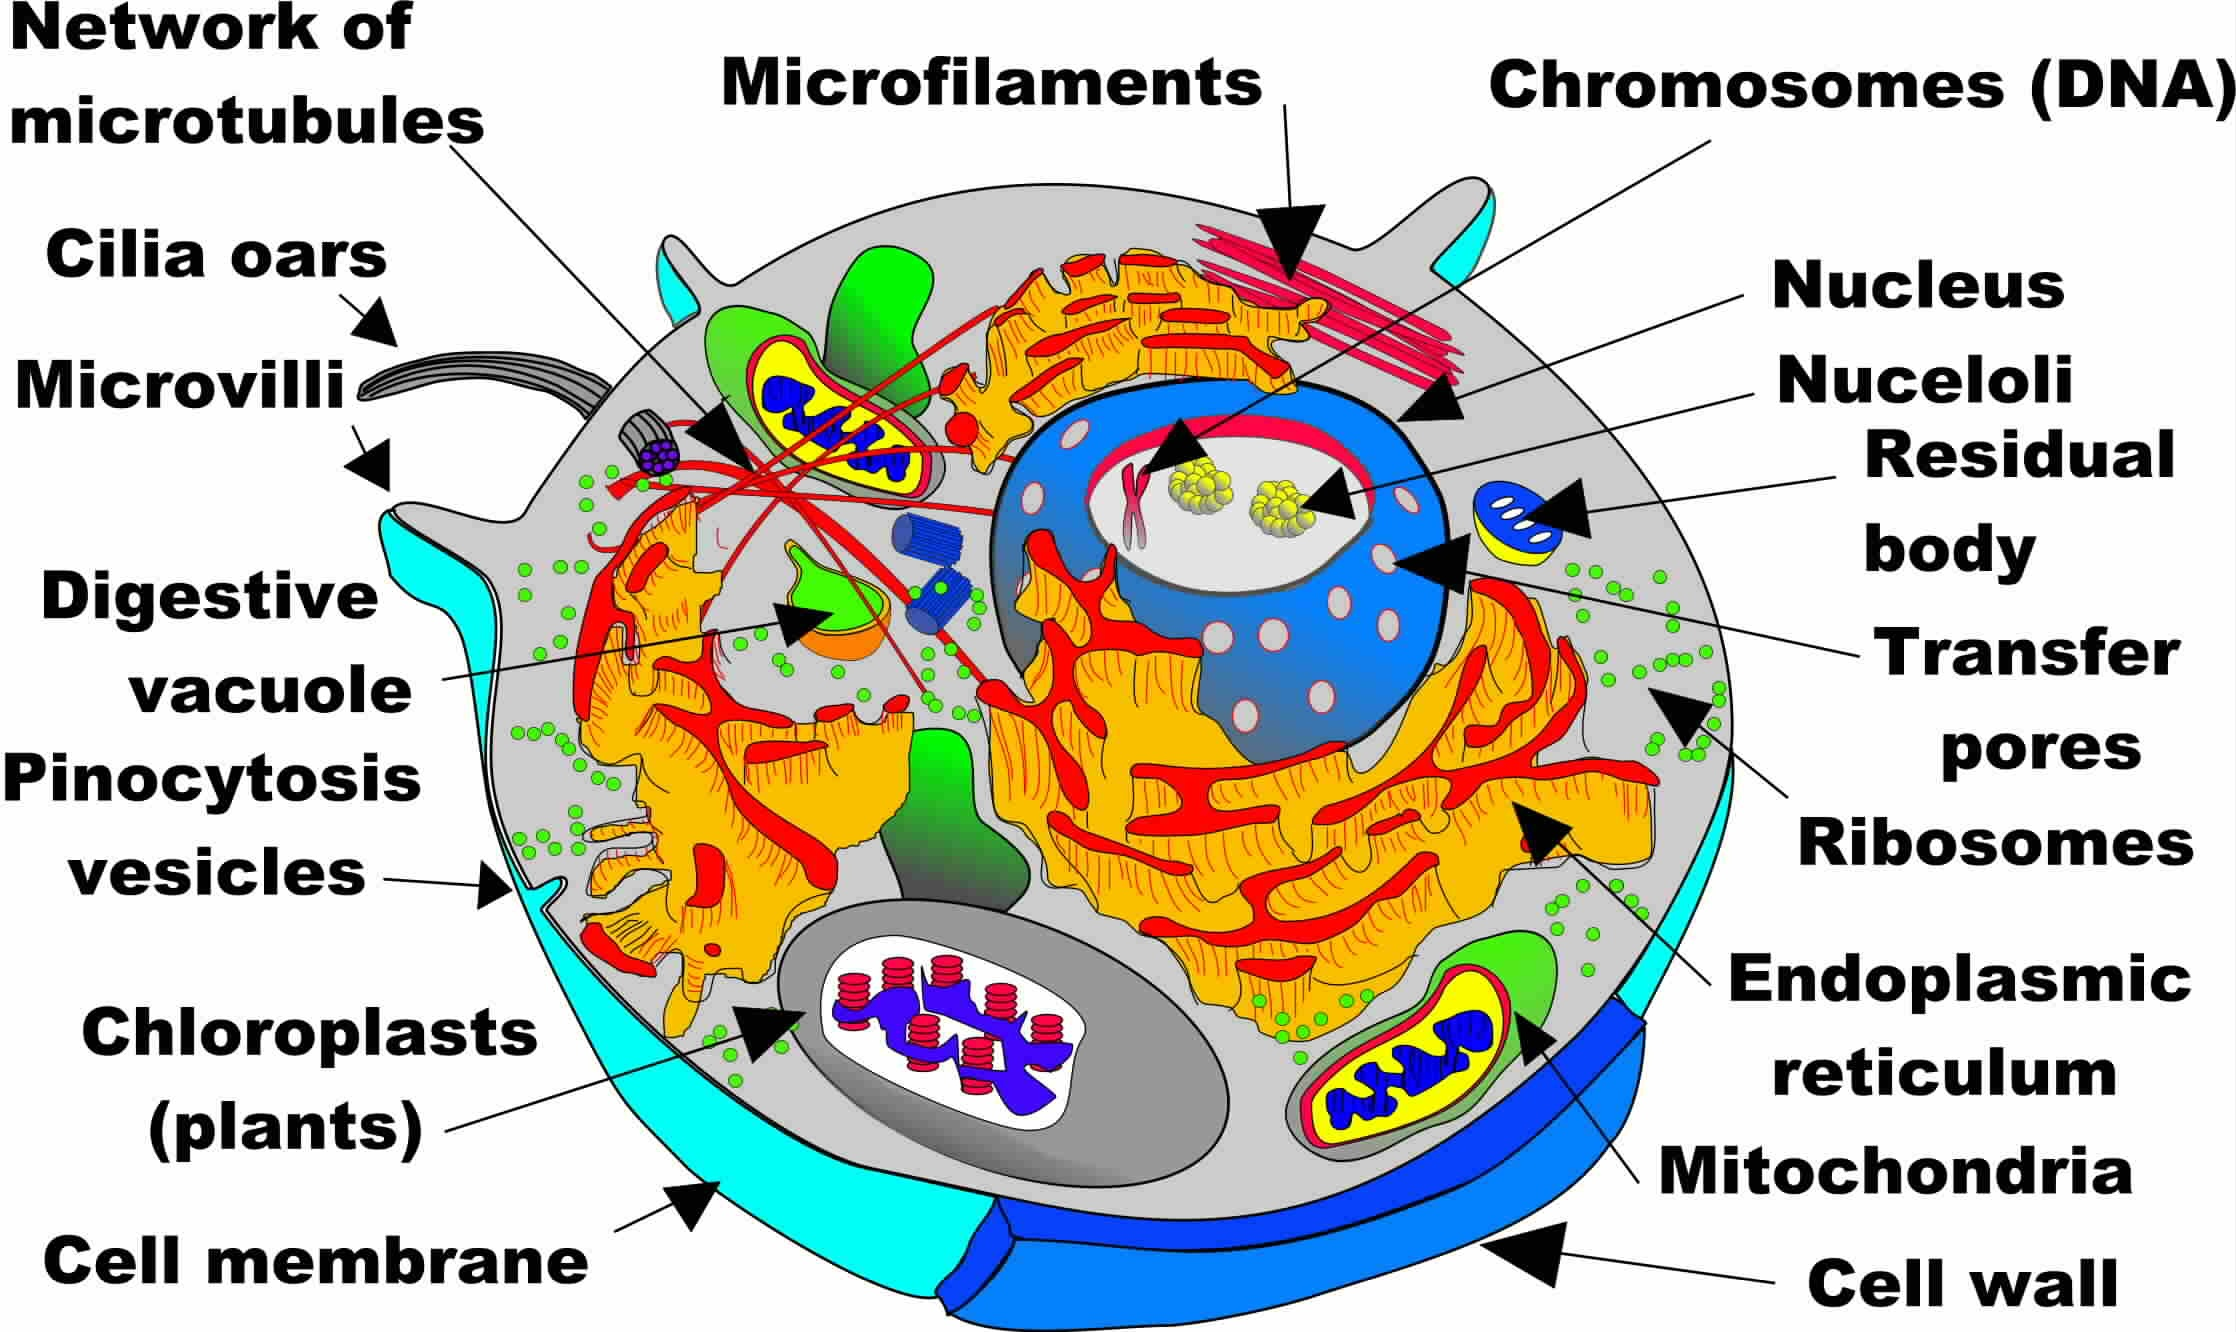 Network of
microtubules
Microfilaments
Chromosomes (DNA)
Cilia oars
Microvilli
Nucleus
Nuceloli
Residual
body
Digestive
vacuole
Transfer
pores
Pinocytosis
vesicles
Ribosomes
Chloroplasts
(plants)
Endoplasmic
reticulum
Mitochondria
Cell membrane
Cell wall